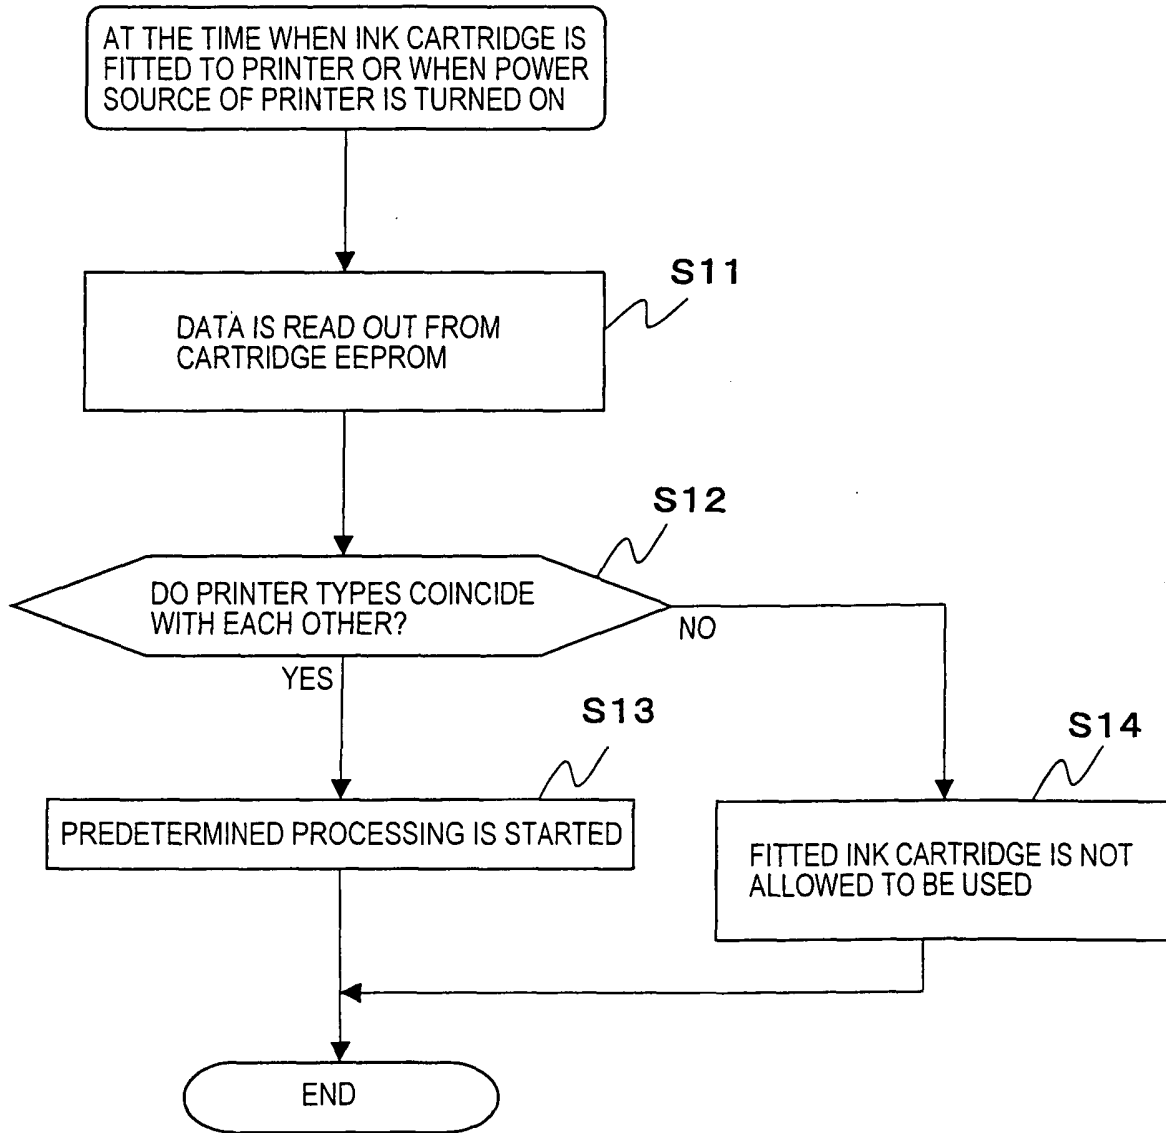 AT THE TIME WHEN INK CARTRIDGE IS
FITTED TO PRINTER OR WHEN POWER
SOURCE OF PRINTER IS TURNED ON
S11
DATA IS READ OUT FROM
CARTRIDGE EEPROM
S12
DO PRINTER TYPES COINCIDE
WITH EACH OTHER?
NO
YES
S13
PREDETERMINED PROCESSING IS STARTED
S14
FITTED INK CARTRIDGE IS NOT
ALLOWED TO BE USED
END